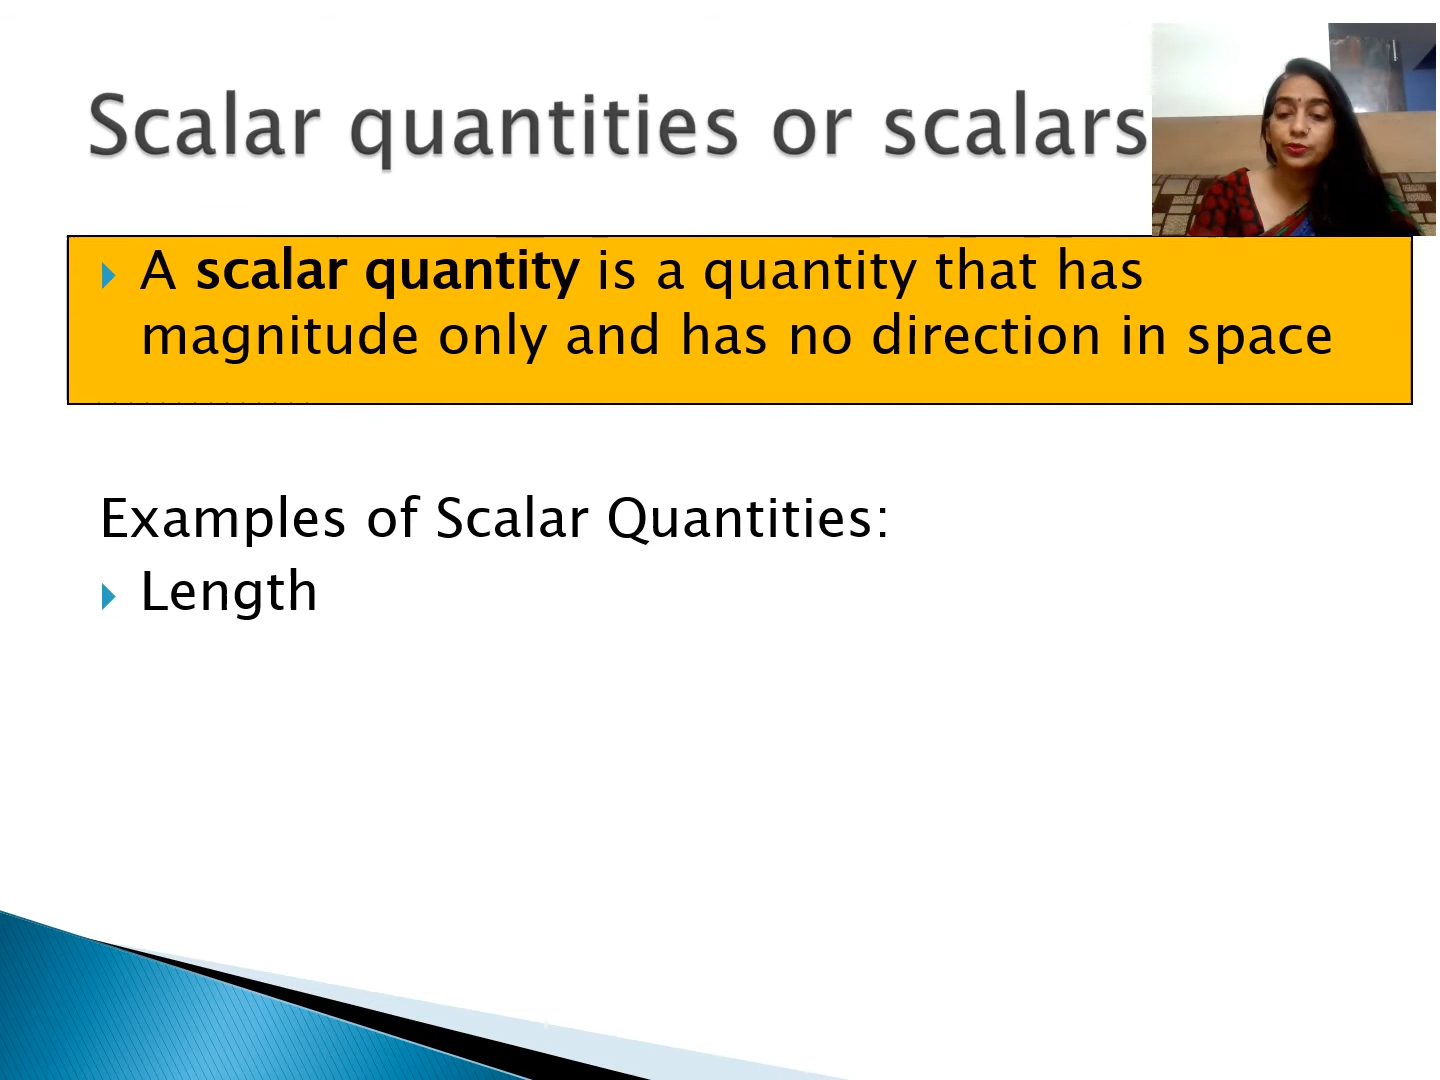 Scalar quantities or scalars
A scalar quantity is a quantity that has
magnitude only and has no direction in space
Examples of Scalar Quantities:
Length